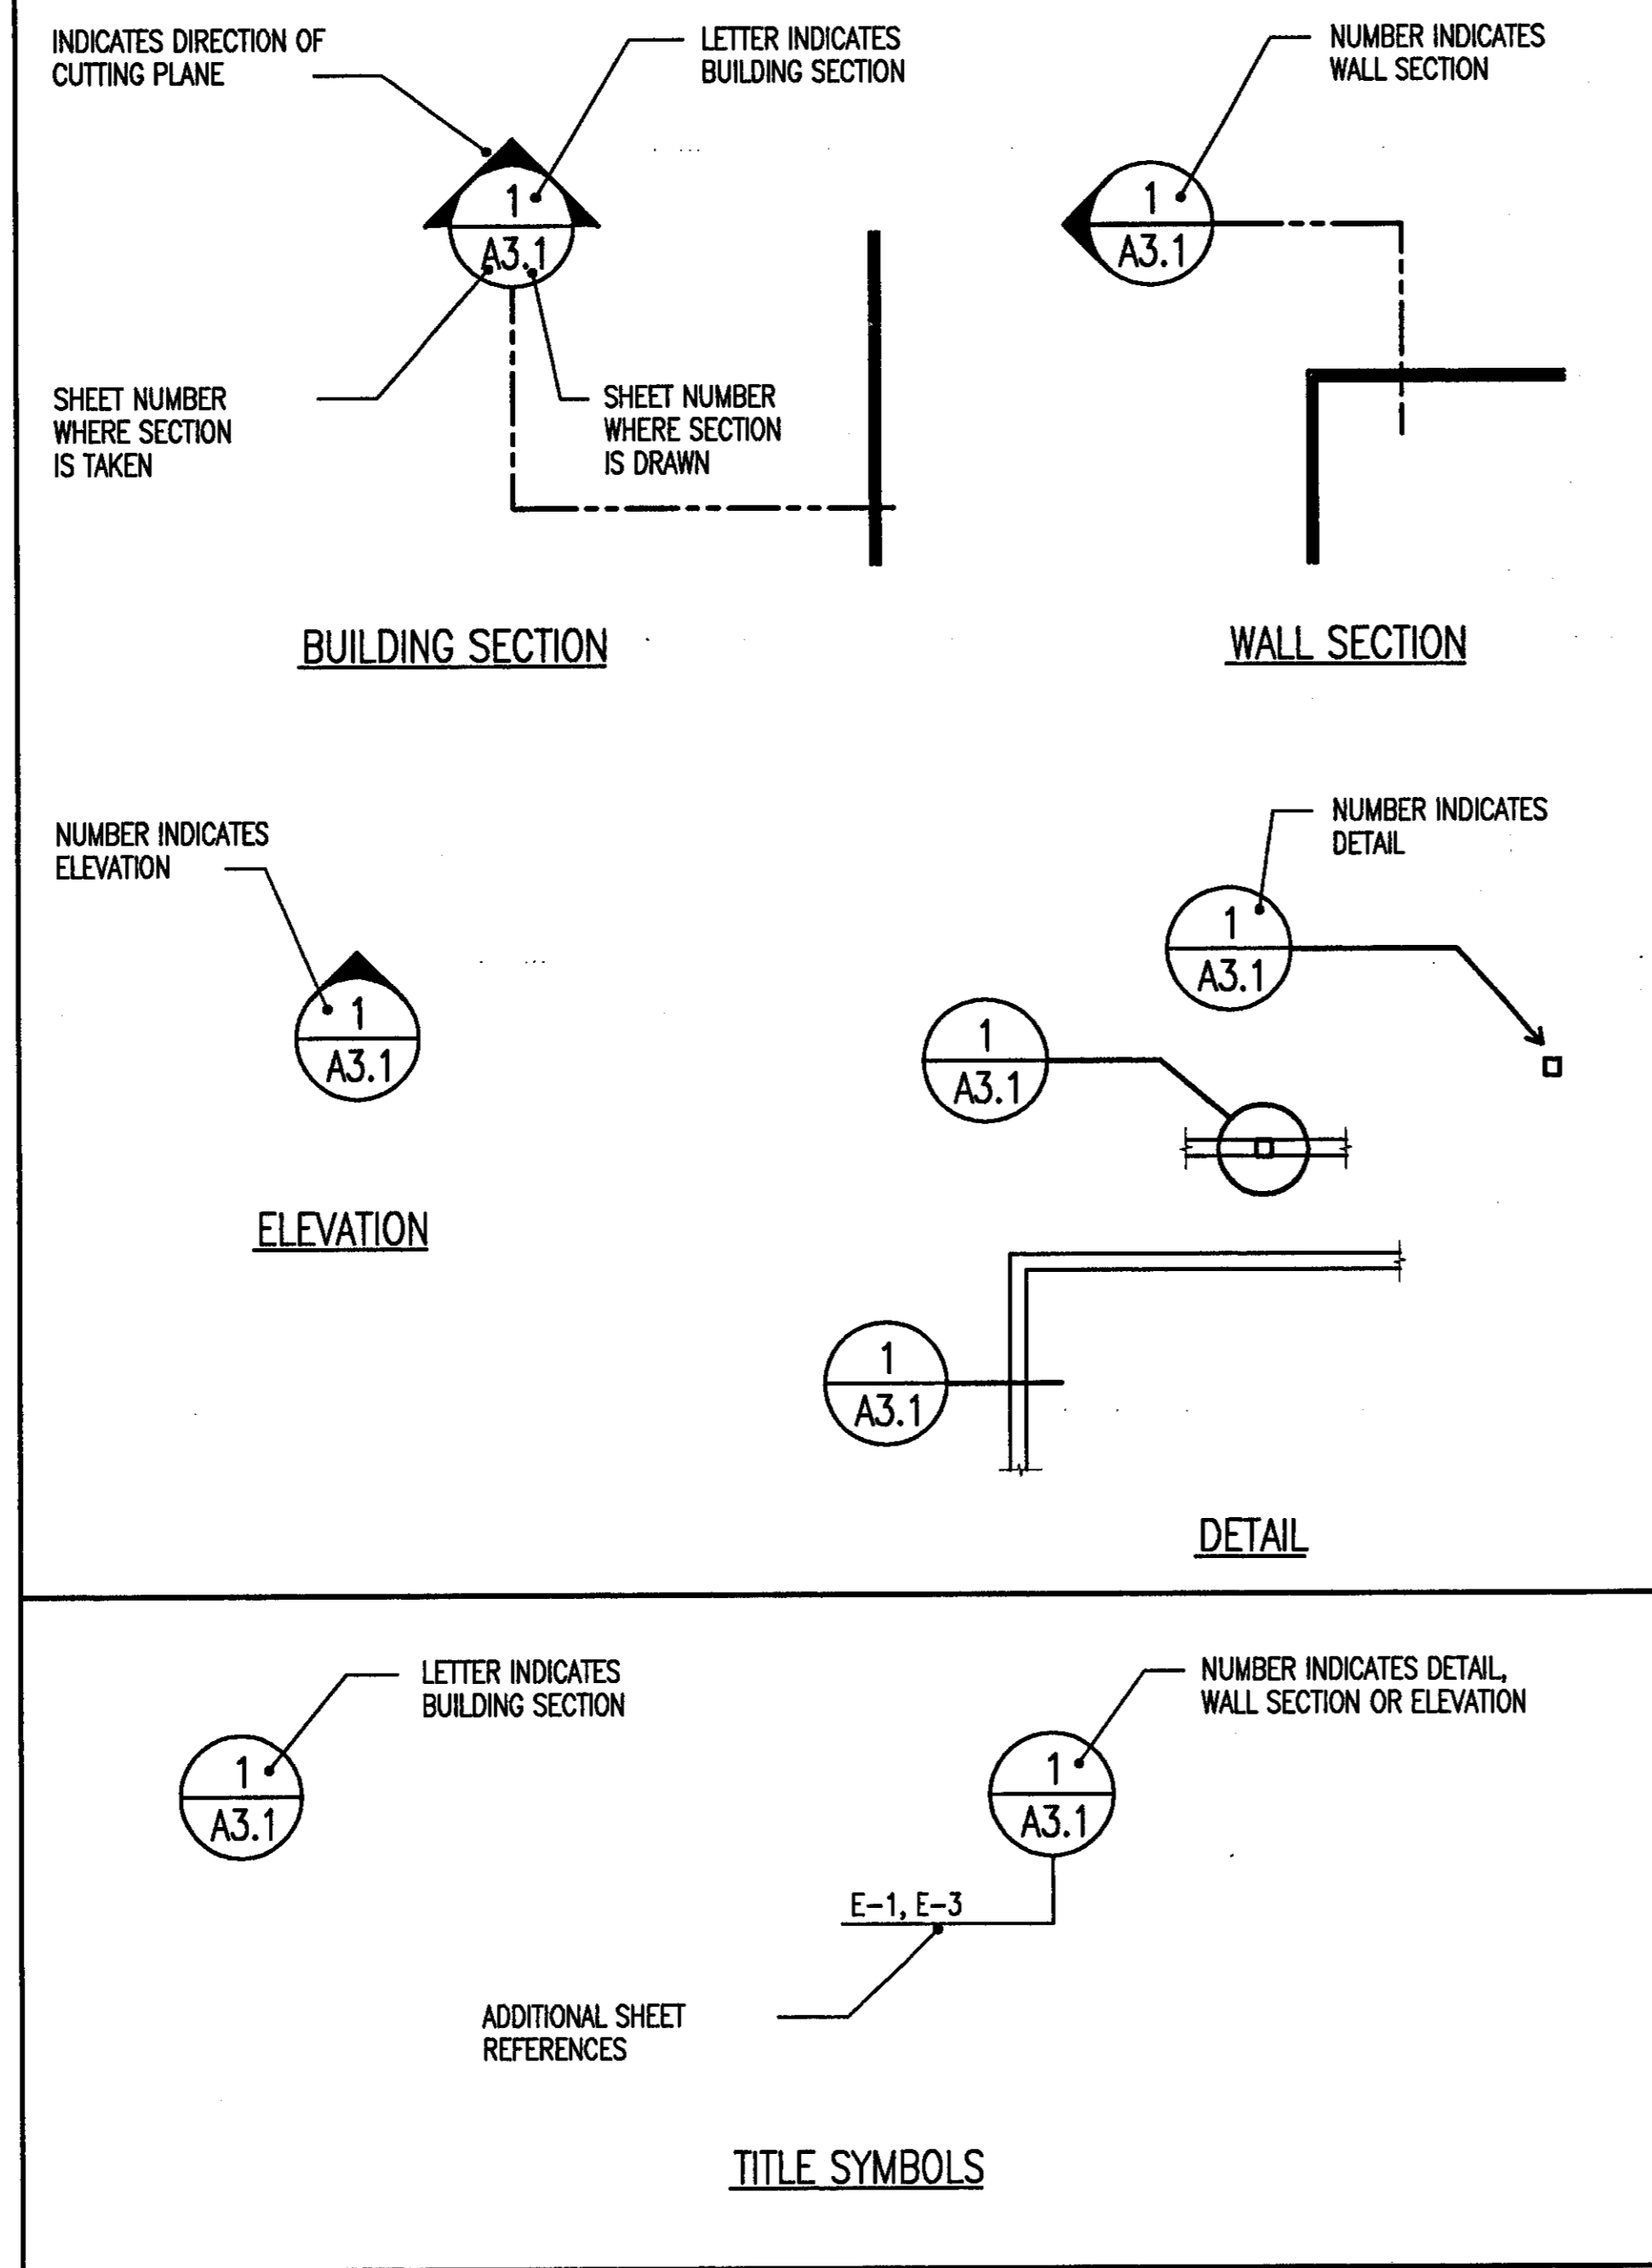 INDICATES DIRECTION OF
CUTTING PLANE
LETTER INDICATES
BUILDING SECTION
1
A3.1
SHEET NUMBER
WHERE SECTION
IS TAKEN
SHEET NUMBER
WHERE SECTION
IS DRAWN
BUILDING SECTION
NUMBER INDICATES
WALL SECTION
1
A3.1
WALL SECTION
NUMBER INDICATES
ELEVATION
1
A3.1
ELEVATION
NUMBER INDICATES
DETAIL
1
A3.1
1
A3.1
1
A3.1
DETAIL
LETTER INDICATES
BUILDING SECTION
1
A3.1
NUMBER INDICATES DETAIL,
WALL SECTION OR ELEVATION
1
A3.1
E-1, E-3
ADDITIONAL SHEET
REFERENCES
TITLE SYMBOLS